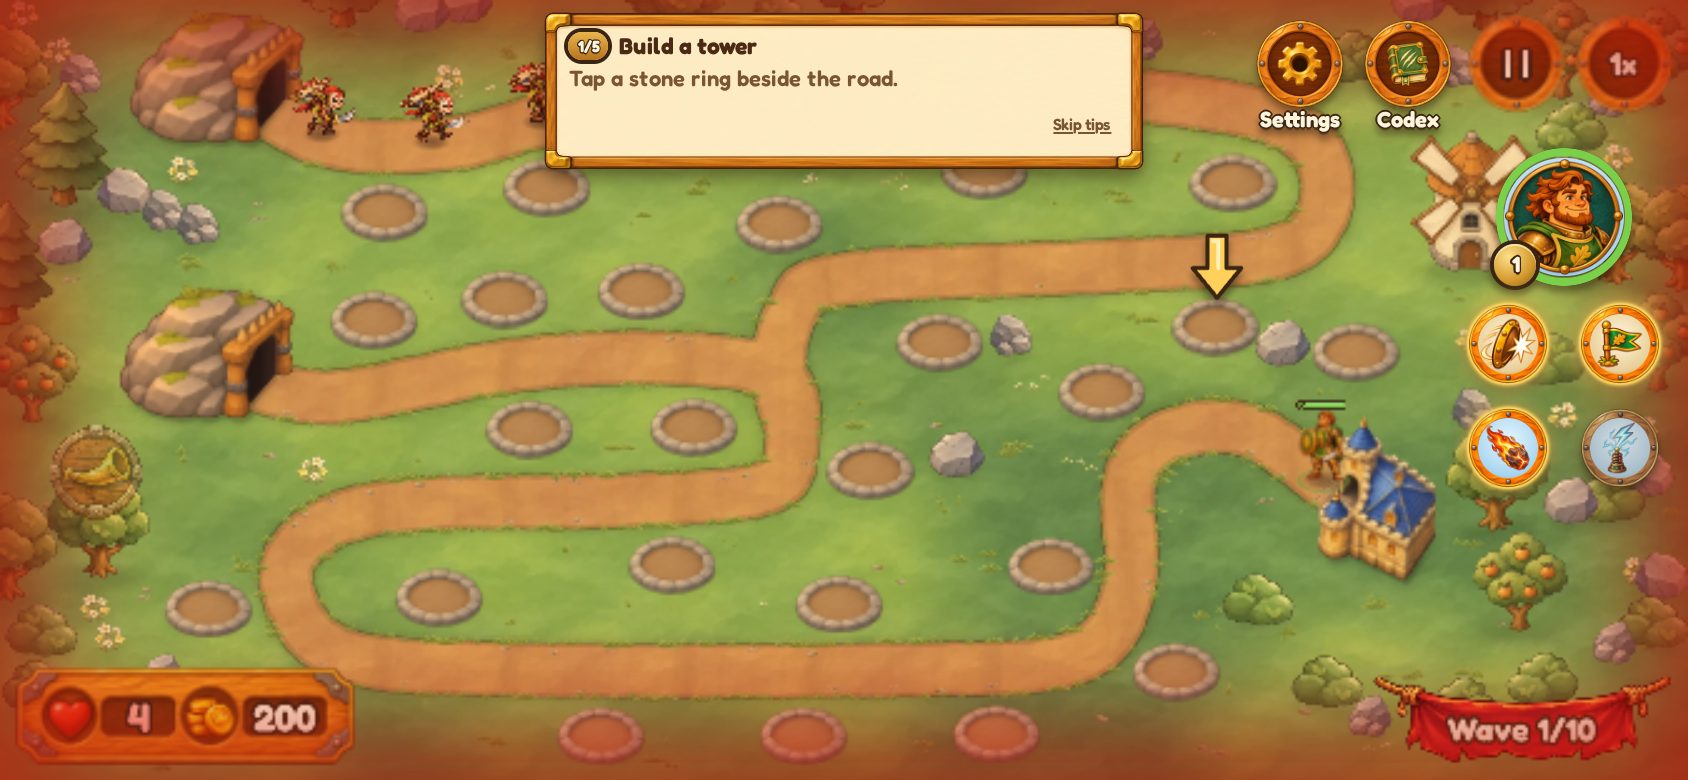 1/5 Build a tower
Tap a stone ring beside the road.
Skip tips
Settings
Codex
1x
1
4
200
Wave 1/10